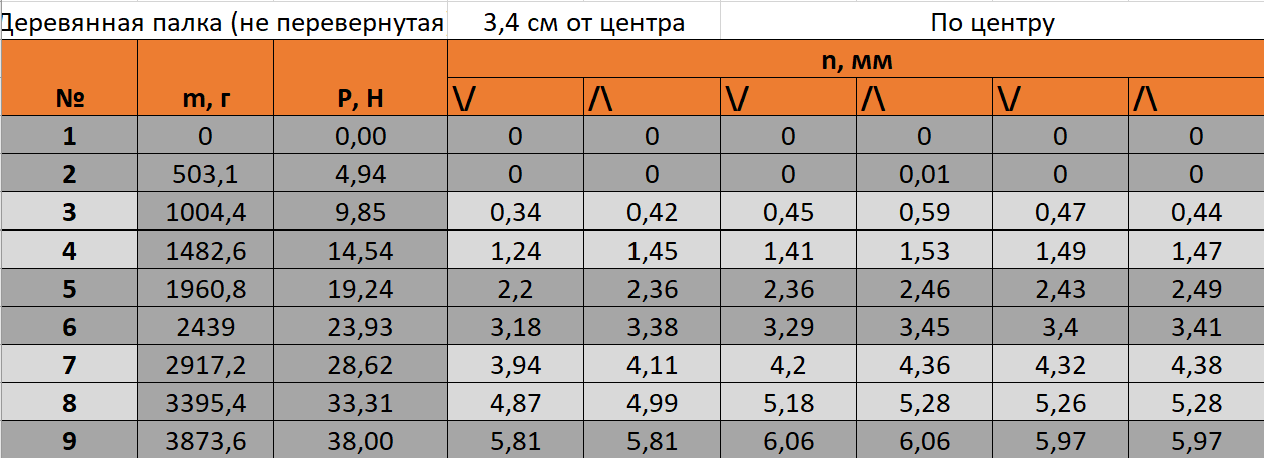 Деревянная палка (не перевернутая 3,4 см от центра По центру
n, мм
№ m, г P, Н \/ /\ \/ /\ \/ /\
1 0 0,00 0 0 0 0 0 0
2 503,1 4,94 0 0 0 0,01 0 0
3 1004,4 9,85 0,34 0,42 0,45 0,59 0,47 0,44
4 1482,6 14,54 1,24 1,45 1,41 1,53 1,49 1,47
5 1960,8 19,24 2,2 2,36 2,36 2,46 2,43 2,49
6 2439 23,93 3,18 3,38 3,29 3,45 3,4 3,41
7 2917,2 28,62 3,94 4,11 4,2 4,36 4,32 4,38
8 3395,4 33,31 4,87 4,99 5,18 5,28 5,26 5,28
9 3873,6 38,00 5,81 5,81 6,06 6,06 5,97 5,97